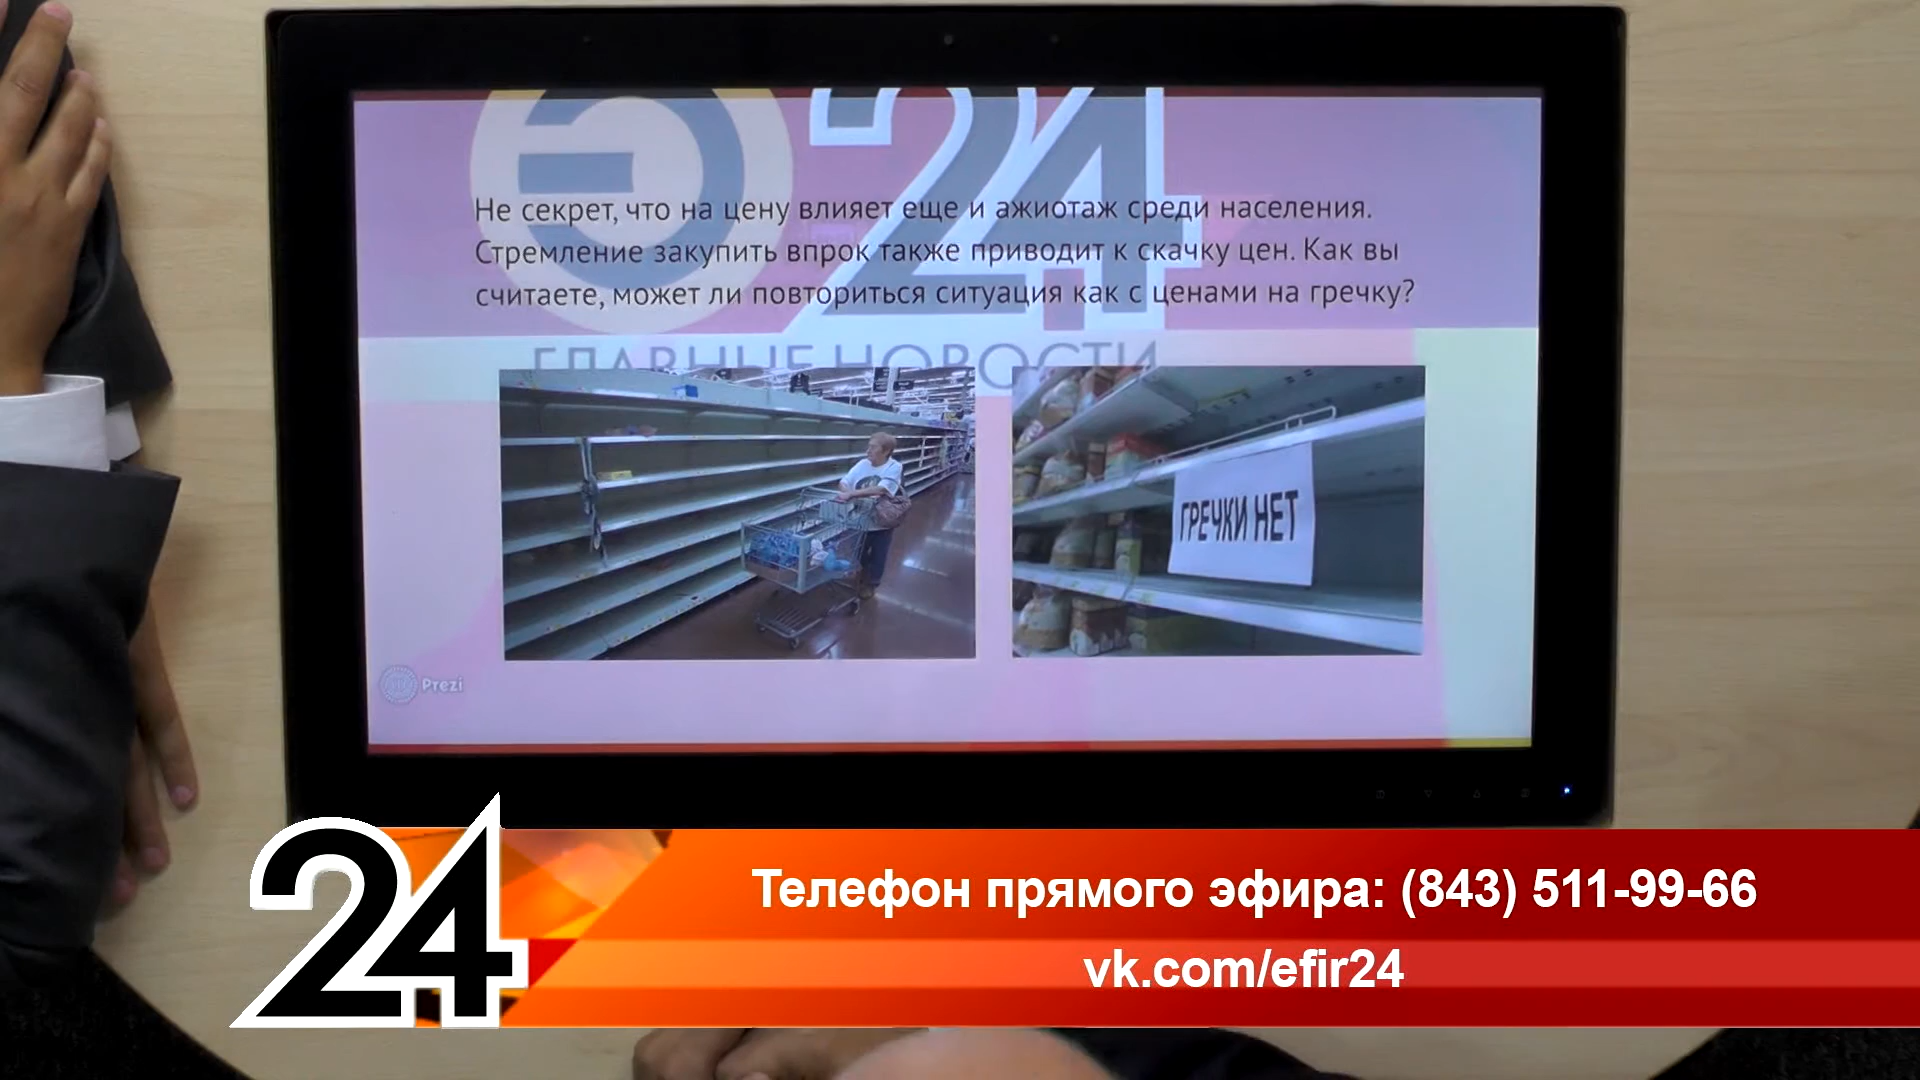 Э24
Не секрет, что на цену влияет еще и ажиотаж среди населения.
Стремление закупить впрок также приводит к скачку цен. Как вы
считаете, может ли повториться ситуация как с ценами на гречку?
ГЛАВНЫЕ НОВОСТИ
ГРЕЧКИ НЕТ
Prezi
24
Телефон прямого эфира: (843) 511-99-66
vk.com/efir24